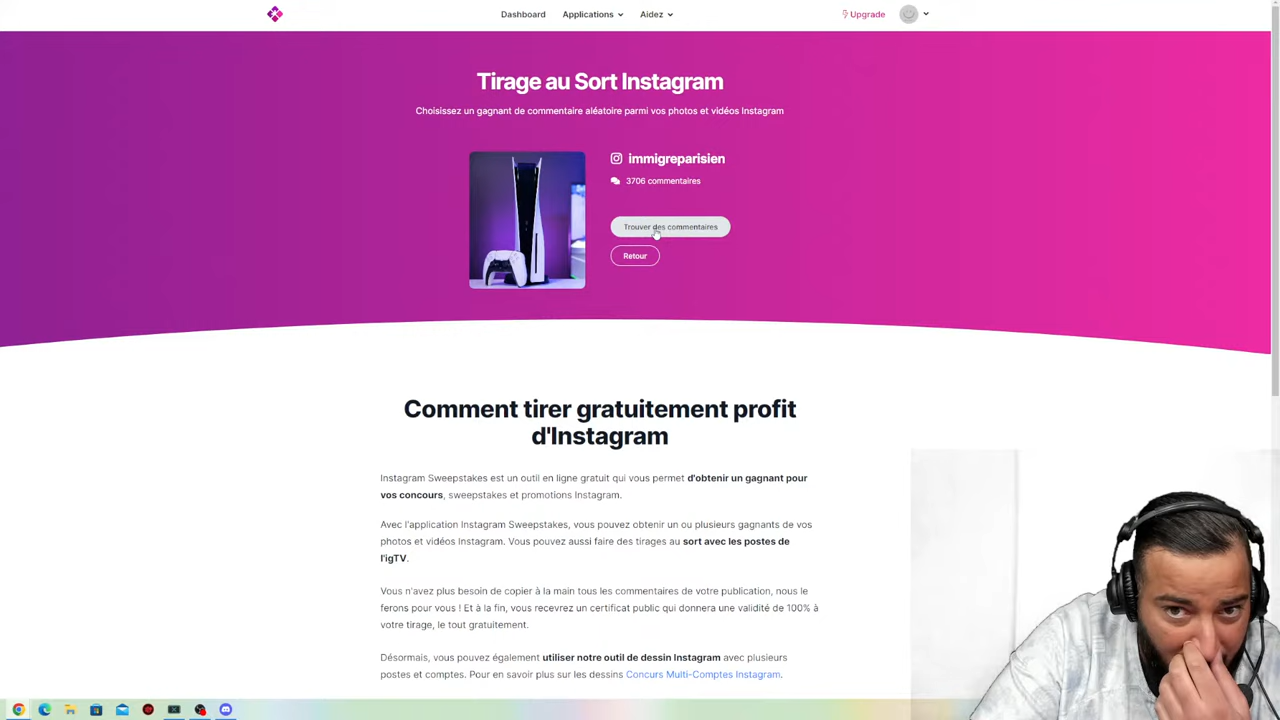 Dashboard Applications Aidez Upgrade
Tirage au Sort Instagram
Choisissez un gagnant de commentaire aléatoire parmi vos photos et vidéos Instagram
immigreparisien
3706 commentaires
Trouver des commentaires
Retour
Comment tirer gratuitement profit
d'Instagram
Instagram Sweepstakes est un outil en ligne gratuit qui vous permet d'obtenir un gagnant pour
vos concours, sweepstakes et promotions Instagram.
Avec l'application Instagram Sweepstakes, vous pouvez obtenir un ou plusieurs gagnants de vos
photos et vidéos Instagram. Vous pouvez aussi faire des tirages au sort avec les postes de
l'igTV.
Vous n'avez plus besoin de copier à la main tous les commentaires de votre publication, nous le
ferons pour vous ! Et à la fin, vous recevrez un certificat public qui donnera une validité de 100% à
votre tirage, le tout gratuitement.
Désormais, vous pouvez également utiliser notre outil de dessin Instagram avec plusieurs
postes et comptes. Pour en savoir plus sur les dessins Concurs Multi-Comptes Instagram.